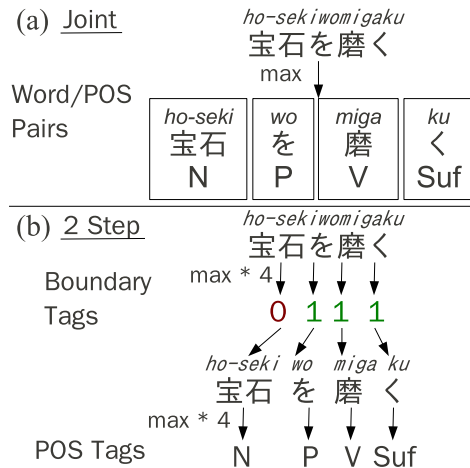 (a) Joint
ho-sekiwomigaku
宝石を磨く
max
Word/POS
Pairs
ho-seki wo miga ku
宝石 を 磨 く
N P V Suf
(b) 2 Step
ho-sekiwomigaku
宝石を磨く
max * 4
Boundary
Tags
0 1 1 1
ho-seki wo miga ku
宝石 を 磨 く
max * 4
POS Tags
N P V Suf